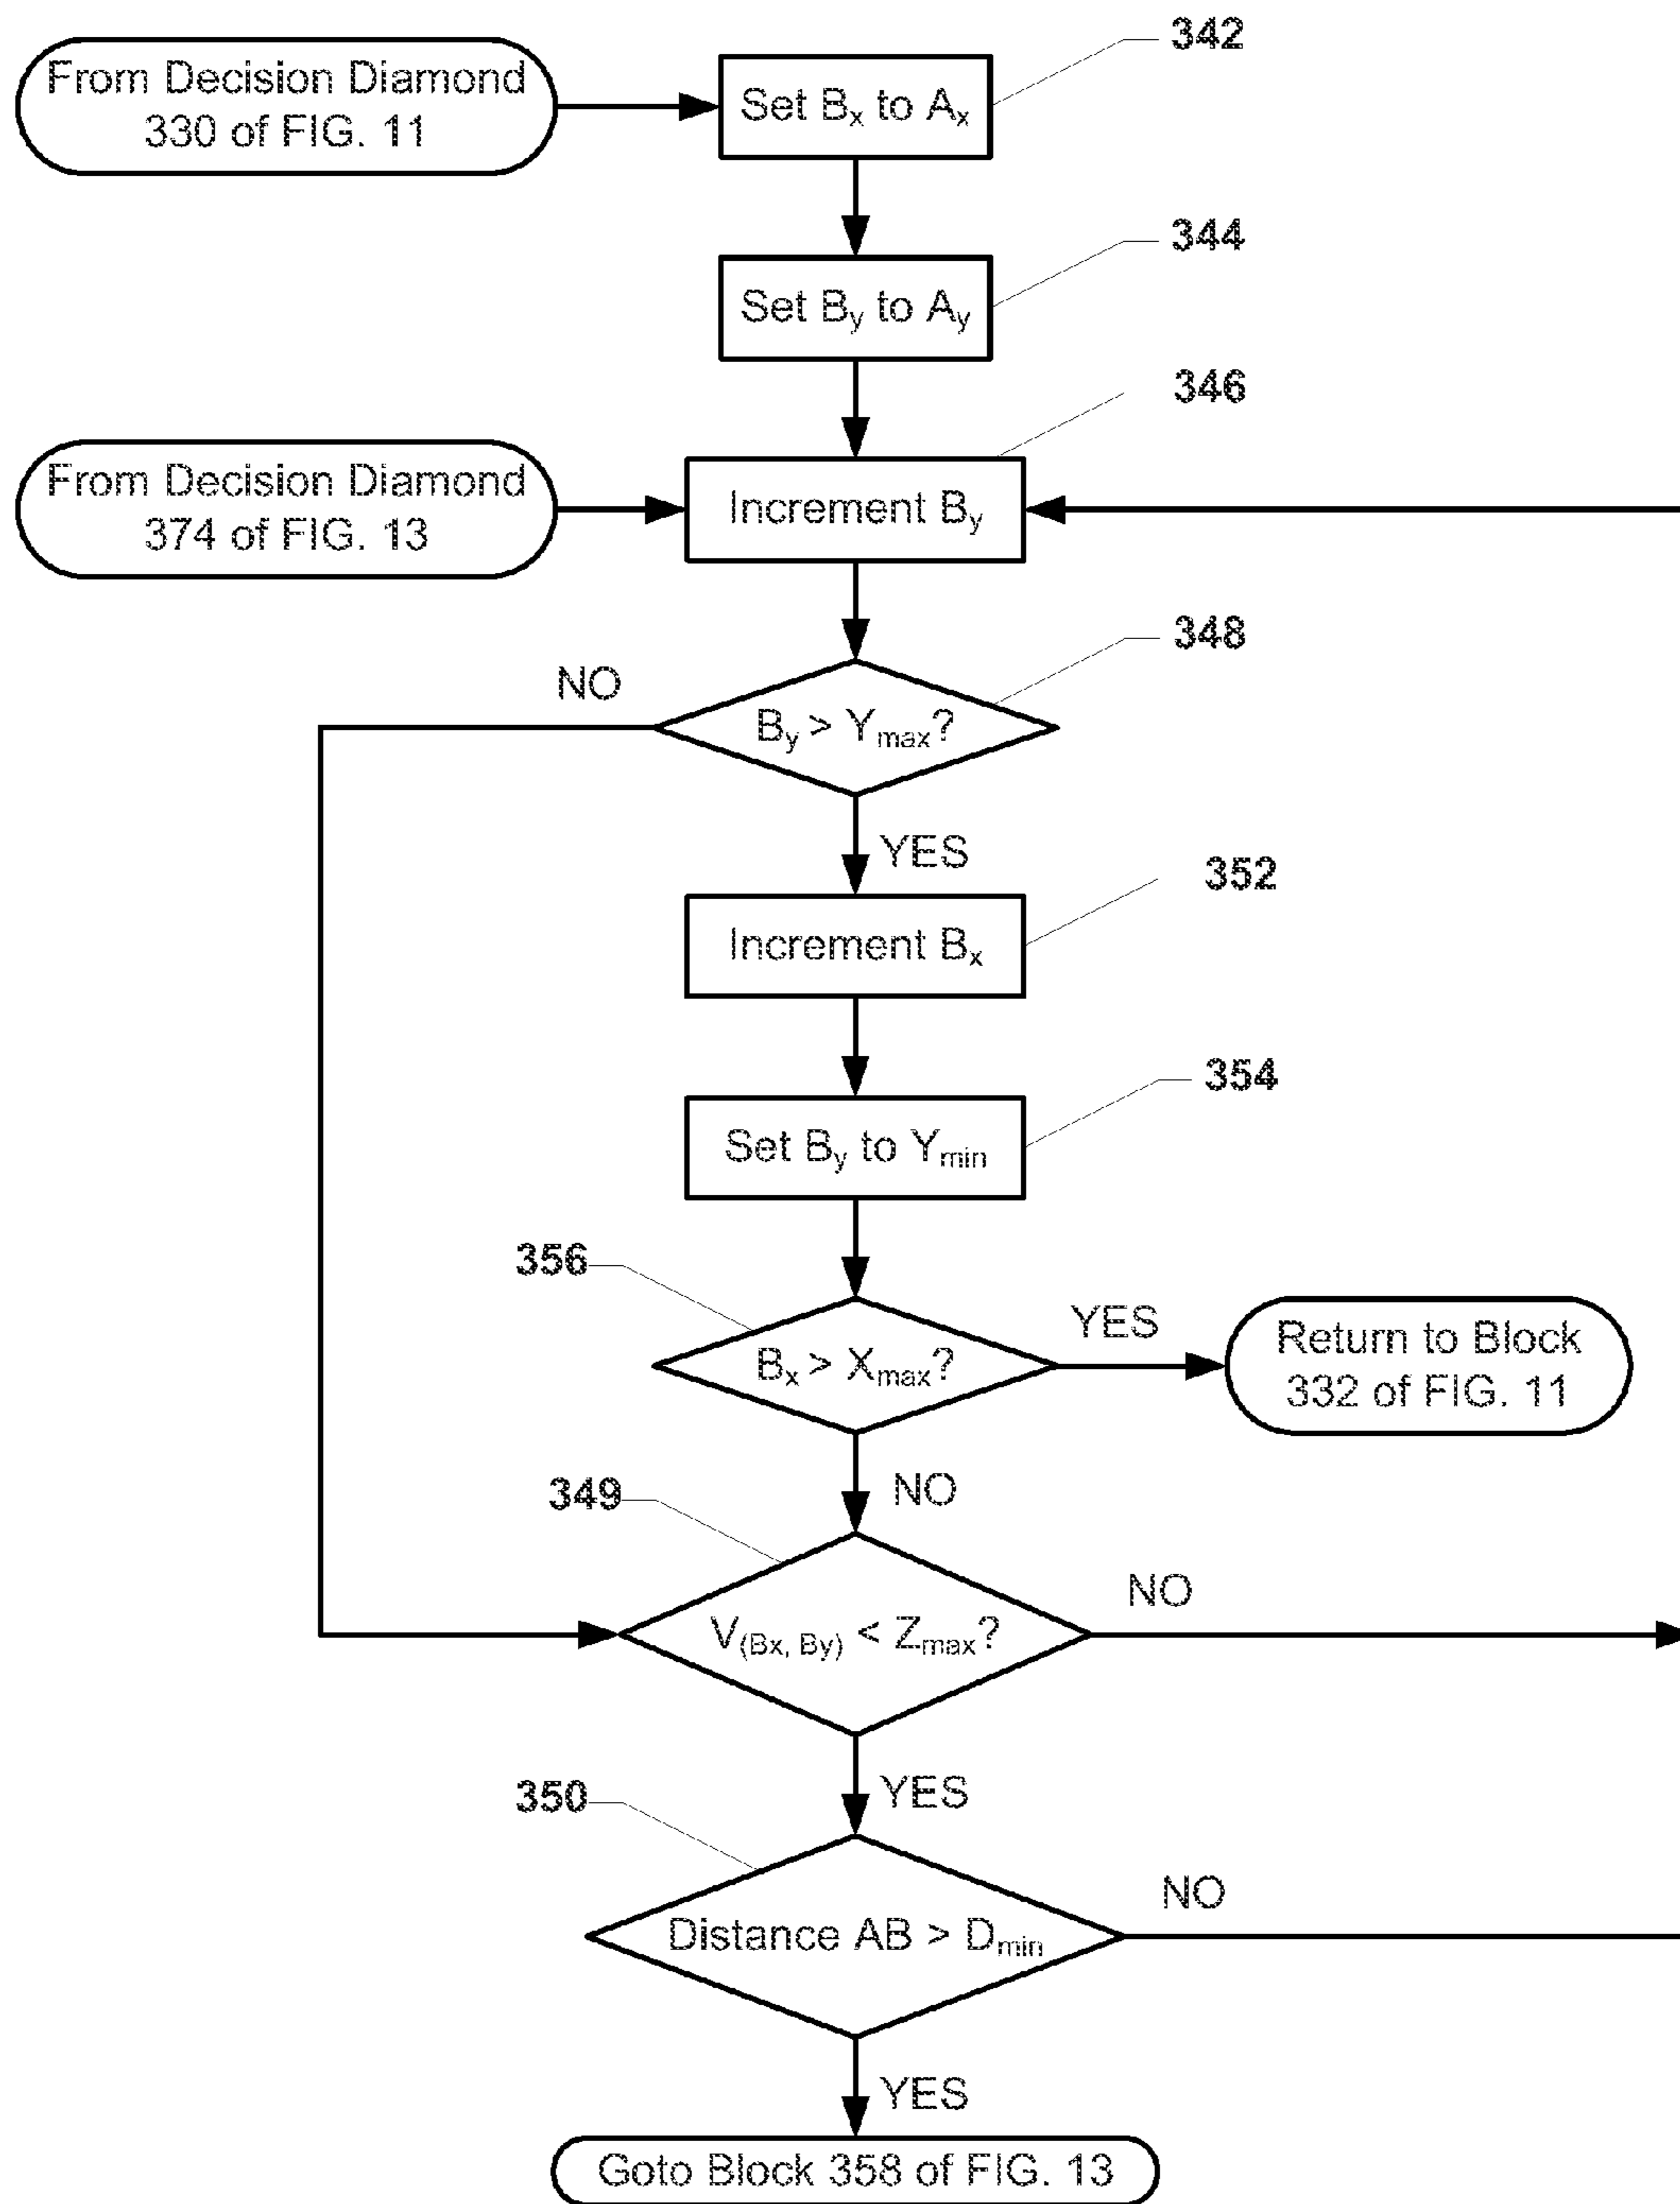 342
From Decision Diamond
330 of FIG. 11
Set Bx to Ax
344
Set By to Ay
346
From Decision Diamond
374 of FIG. 13
Increment By
348
NO
By > Ymax?
YES
352
Increment Bx
354
Set By to Ymin
356
YES
Bx > Xmax?
Return to Block
332 of FIG. 11
NO
349
NO
V(Bx, By) < Zmax?
YES
350
NO
Distance AB > Dmin
YES
Goto Block 358 of FIG. 13